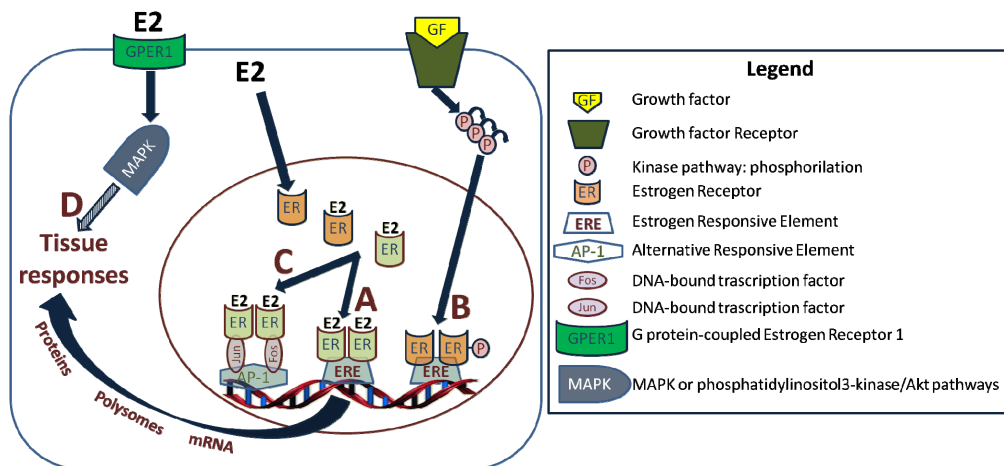 E2
GPER1
MAPK
D
Tissue
responses
Proteins
Polysomes
mRNA
E2
ER
E2
ER
E2
ER
C
A
B
E2 E2
ER ER
Jun Fos
AP-1
E2 E2
ER ER
ERE
ER ER P
ERE
GF
P
P
P
Legend
GF Growth factor
Growth factor Receptor
P Kinase pathway: phosphorilation
ER Estrogen Receptor
ERE Estrogen Responsive Element
AP-1 Alternative Responsive Element
Fos DNA-bound trascription factor
Jun DNA-bound trascription factor
GPER1 G protein-coupled Estrogen Receptor 1
MAPK MAPK or phosphatidylinositol3-kinase/Akt pathways